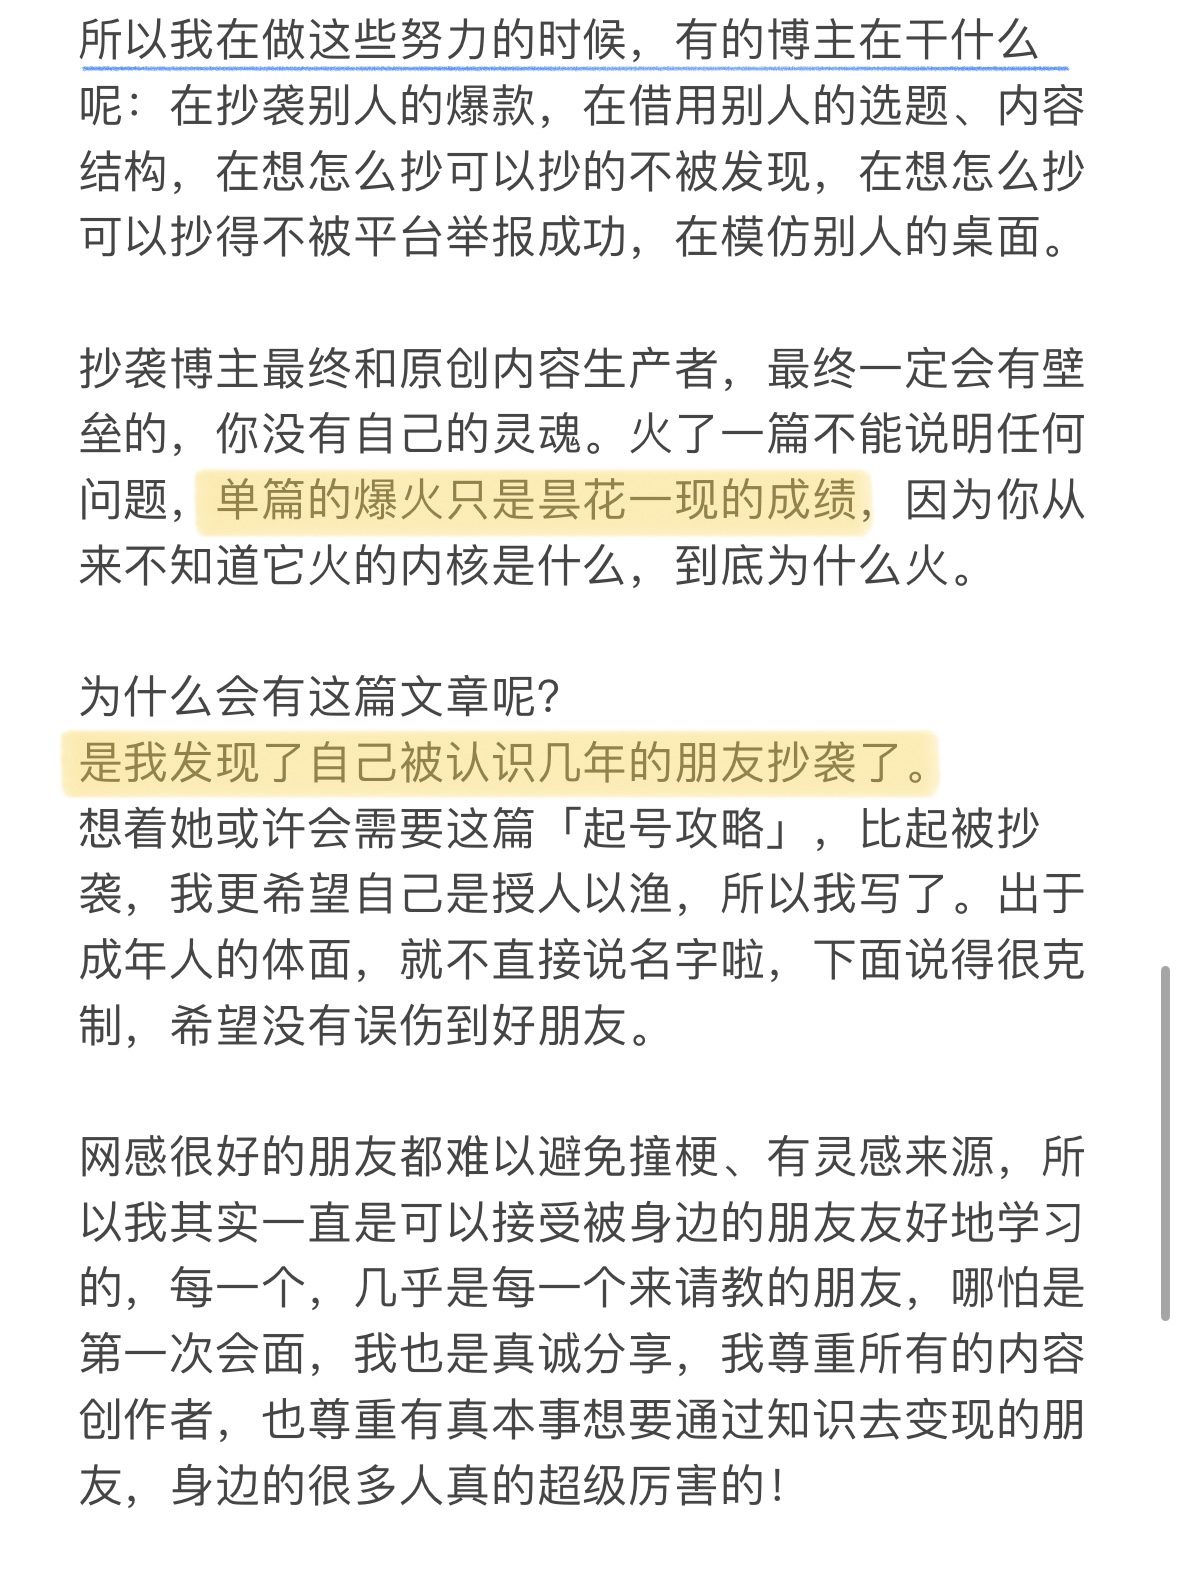 所以我在做这些努力的时候，有的博主在干什么
呢：在抄袭别人的爆款，在借用别人的选题、内容
结构，在想怎么抄可以抄的不被发现，在想怎么抄
可以抄得不被平台举报成功，在模仿别人的桌面。
抄袭博主最终和原创内容生产者，最终一定会有壁
垒的，你没有自己的灵魂。火了一篇不能说明任何
问题，单篇的爆火只是昙花一现的成绩，因为你从
来不知道它火的内核是什么，到底为什么火。
为什么会有这篇文章呢？
是我发现了自己被认识几年的朋友抄袭了。
想着她或许会需要这篇「起号攻略」，比起被抄
袭，我更希望自己是授人以渔，所以我写了。出于
成年人的体面，就不直接说名字啦，下面说得很克
制，希望没有误伤到好朋友。
网感很好的朋友都难以避免撞梗、有灵感来源，所
以我其实一直是可以接受被身边的朋友友好地学习
的，每一个，几乎是每一个来请教的朋友，哪怕是
第一次会面，我也是真诚分享，我尊重所有的内容
创作者，也尊重有真本事想要通过知识去变现的朋
友，身边的很多人真的超级厉害的！